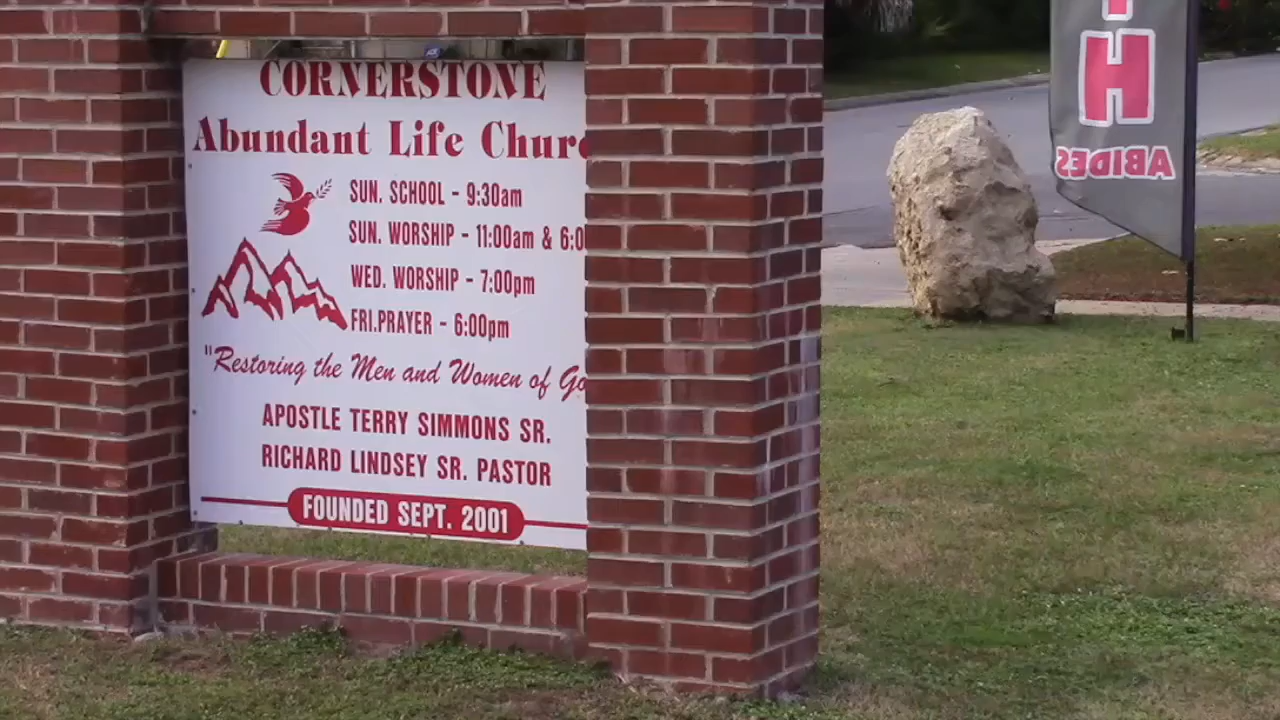 CORNERSTONE
Abundant Life Churc
SUN. SCHOOL - 9:30am
SUN. WORSHIP - 11:00am & 6:0
WED. WORSHIP - 7:00pm
FRI.PRAYER - 6:00pm
"Restoring the Men and Women of Go
APOSTLE TERRY SIMMONS SR.
RICHARD LINDSEY SR. PASTOR
FOUNDED SEPT. 2001
H
ABIDES